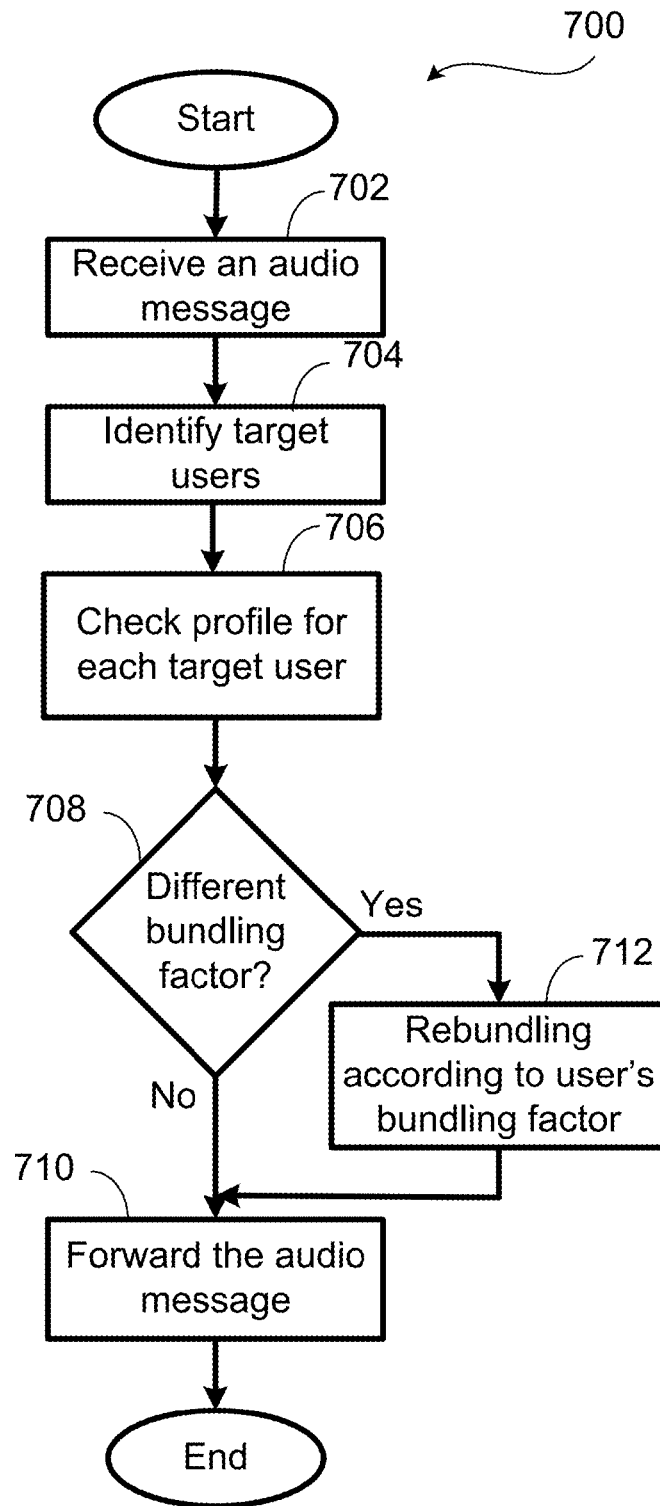 700
Start
702
Receive an audio
message
704
Identify target
users
706
Check profile for
each target user
708
Different
bundling
factor?
Yes
712
Rebundling
according to user's
bundling factor
No
710
Forward the audio
message
End